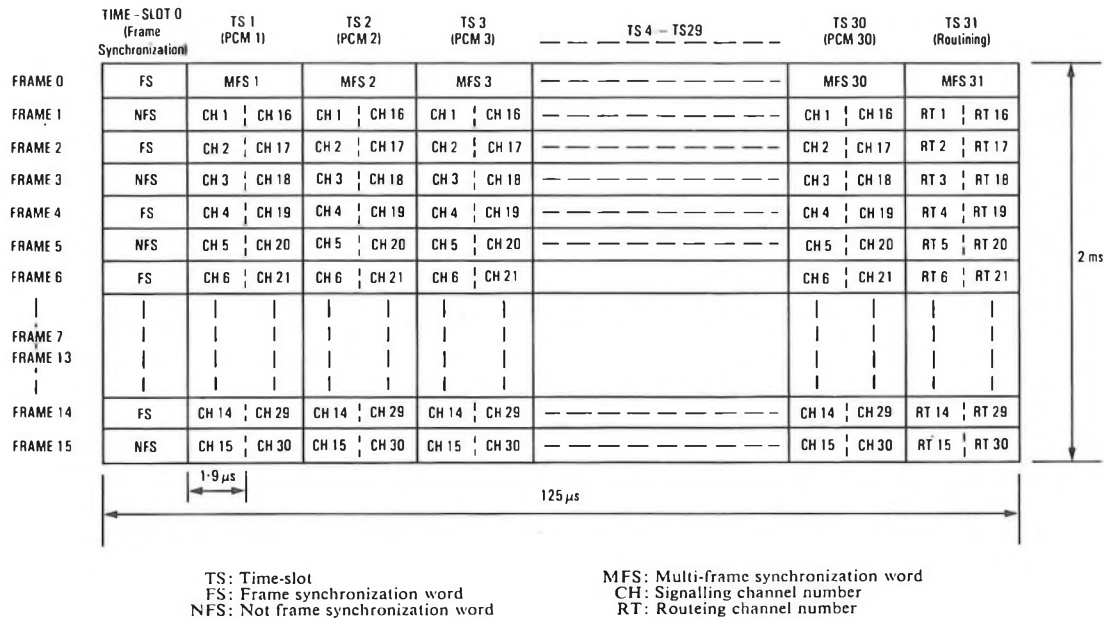 TIME-SLOT 0 (Frame Synchronization) TS 1 (PCM 1) TS 2 (PCM 2) TS 3 (PCM 3) TS 4 – TS29 TS 30 (PCM 30) TS 31 (Routining)
FRAME 0 FS MFS 1 MFS 2 MFS 3 MFS 30 MFS 31
FRAME 1 NFS CH 1 CH 16 CH 1 CH 16 CH 1 CH 16 CH 1 CH 16 RT 1 RT 16
FRAME 2 FS CH 2 CH 17 CH 2 CH 17 CH 2 CH 17 CH 2 CH 17 RT 2 RT 17
FRAME 3 NFS CH 3 CH 18 CH 3 CH 18 CH 3 CH 18 CH 3 CH 18 RT 3 RT 18
FRAME 4 FS CH 4 CH 19 CH 4 CH 19 CH 4 CH 19 CH 4 CH 19 RT 4 RT 19
FRAME 5 NFS CH 5 CH 20 CH 5 CH 20 CH 5 CH 20 CH 5 CH 20 RT 5 RT 20
FRAME 6 FS CH 6 CH 21 CH 6 CH 21 CH 6 CH 21 CH 6 CH 21 RT 6 RT 21
2 ms
FRAME 7
FRAME 13
FRAME 14 FS CH 14 CH 29 CH 14 CH 29 CH 14 CH 29 CH 14 CH 29 RT 14 RT 29
FRAME 15 NFS CH 15 CH 30 CH 15 CH 30 CH 15 CH 30 CH 15 CH 30 RT 15 RT 30
1·9 µs
125 µs
TS: Time-slot
FS: Frame synchronization word
NFS: Not frame synchronization word
MFS: Multi-frame synchronization word
CH: Signalling channel number
RT: Routeing channel number